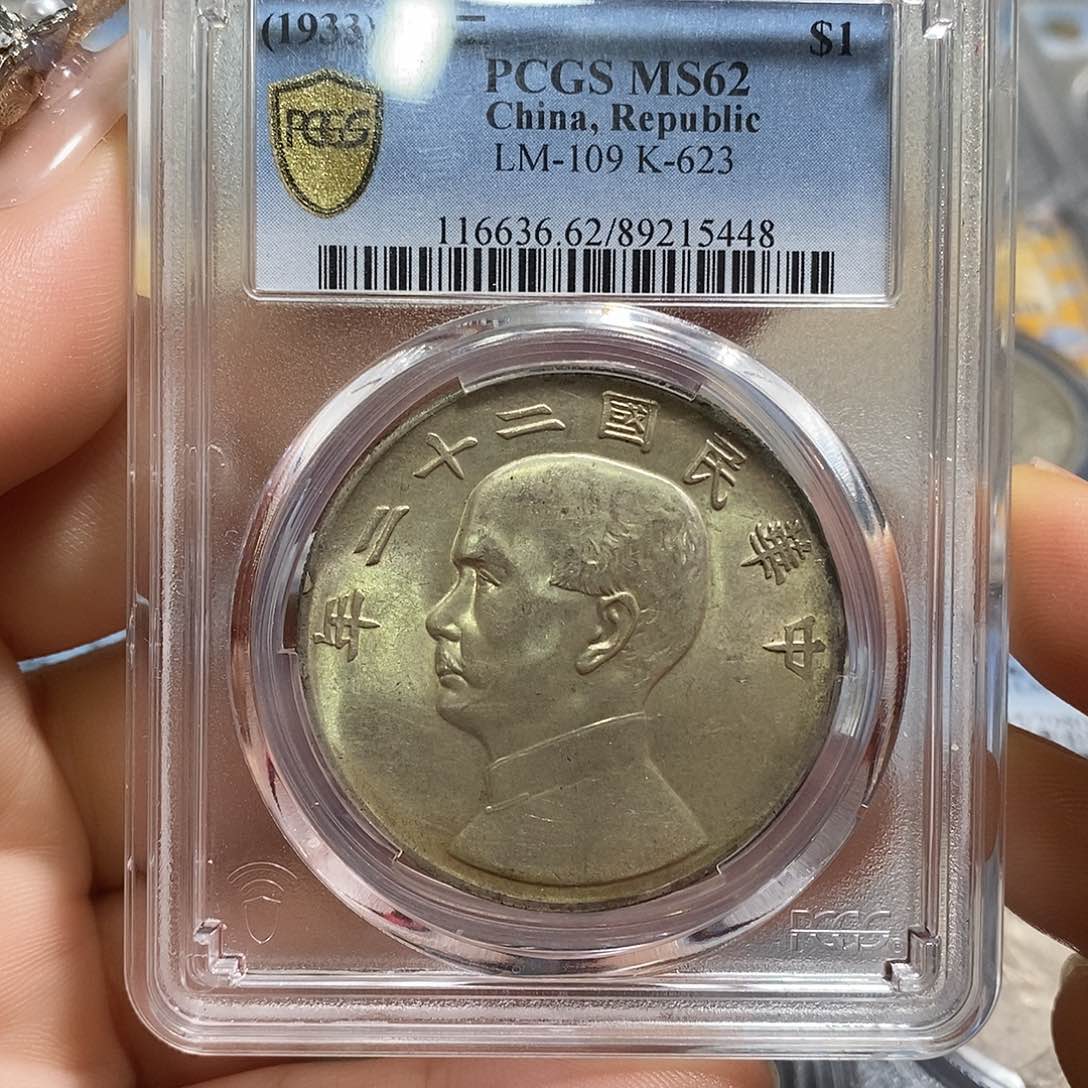 (1933) $1
PCGS MS62
China, Republic
LM-109 K-623
116636.62/89215448
PCGS
中華民國二十二年
PCGS